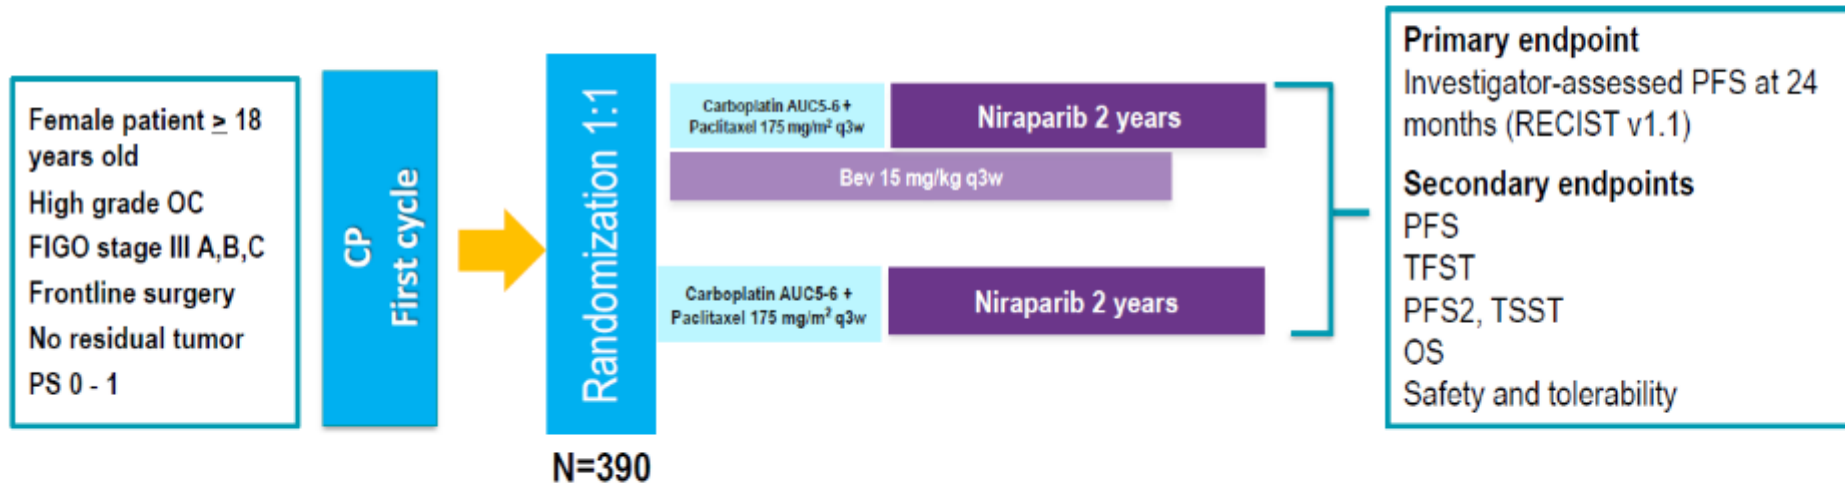 Female patient ≥ 18
years old
High grade OC
FIGO stage III A,B,C
Frontline surgery
No residual tumor
PS 0 - 1
CP
First cycle
Randomization 1:1
N=390
Carboplatin AUC5-6 +
Paclitaxel 175 mg/m² q3w
Niraparib 2 years
Bev 15 mg/kg q3w
Carboplatin AUC5-6 +
Paclitaxel 175 mg/m² q3w
Niraparib 2 years
Primary endpoint
Investigator-assessed PFS at 24
months (RECIST v1.1)
Secondary endpoints
PFS
TFST
PFS2, TSST
OS
Safety and tolerability